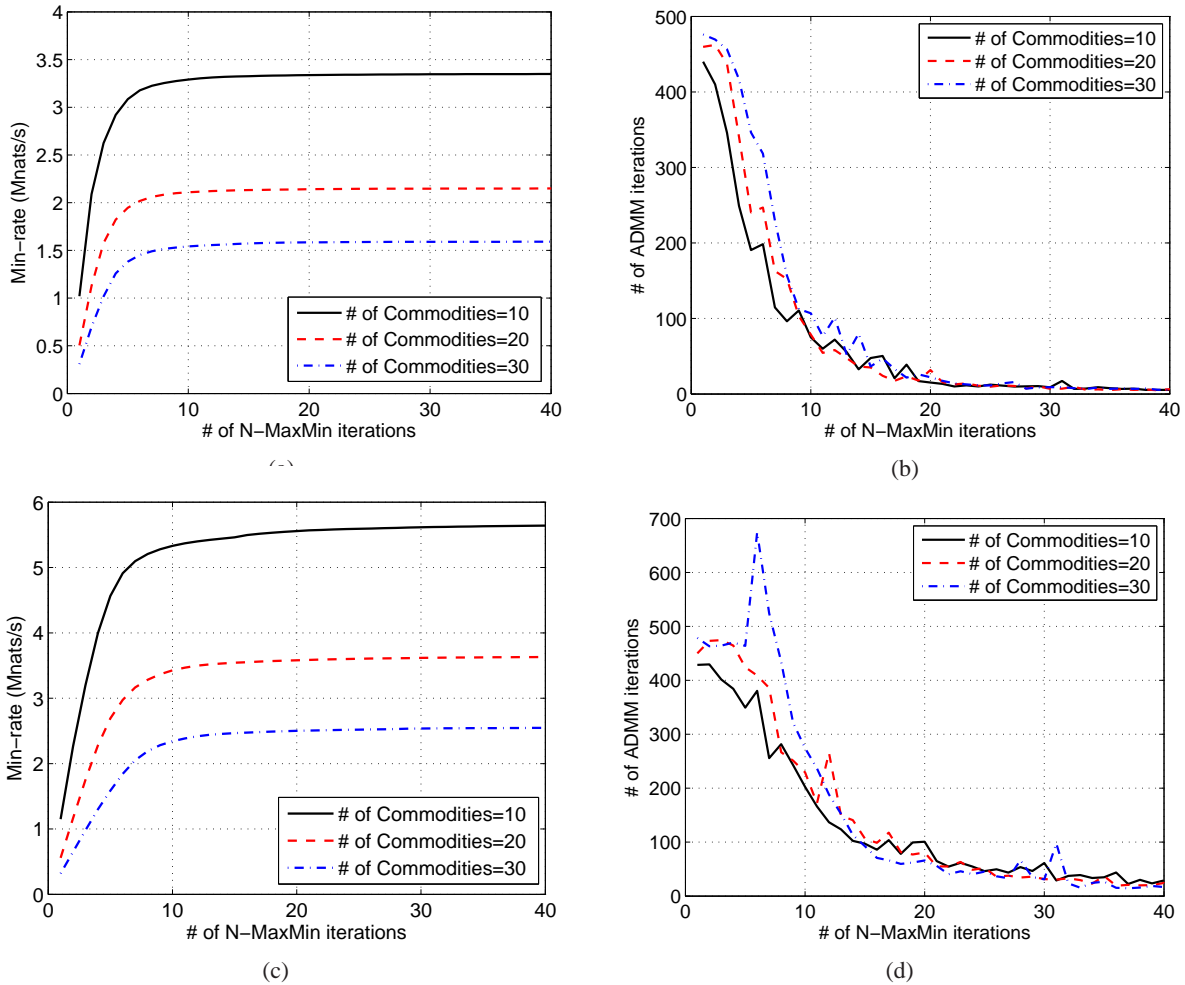 4
3.5
3
2.5
2
1.5
1
0.5
0
Min−rate (Mnats/s)
# of Commodities=10
# of Commodities=20
# of Commodities=30
0 10 20 30 40
# of N−MaxMin iterations
500
400
300
200
100
0
# of ADMM iterations
# of Commodities=10
# of Commodities=20
# of Commodities=30
0 10 20 30 40
# of N−MaxMin iterations
(b)
6
5
4
3
2
1
0
Min−rate (Mnats/s)
# of Commodities=10
# of Commodities=20
# of Commodities=30
0 10 20 30 40
# of N−MaxMin iterations
(c)
700
600
500
400
300
200
100
0
# of ADMM iterations
# of Commodities=10
# of Commodities=20
# of Commodities=30
0 10 20 30 40
# of N−MaxMin iterations
(d)